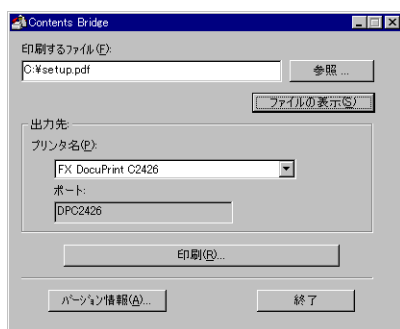 Contents Bridge
印刷するファイル(F):
C:¥setup.pdf
参照 ...
ファイルの表示(S)
出力先
プリンタ名(P):
FX DocuPrint C2426
ポート:
DPC2426
印刷(R)...
バージョン情報(A)...
終了